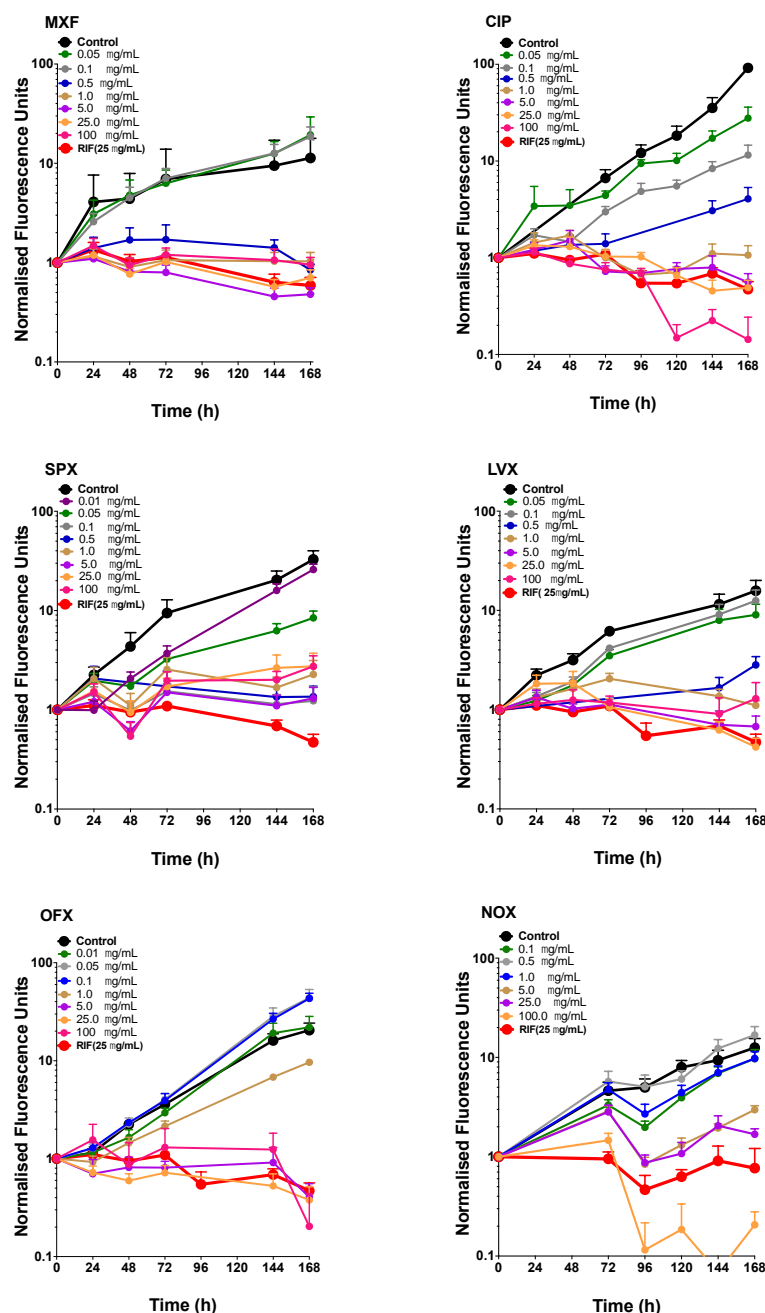 MXF
Control
0.05 mg/mL
0.1 mg/mL
0.5 mg/mL
1.0 mg/mL
5.0 mg/mL
25.0 mg/mL
100 mg/mL
RIF(25 mg/mL)
Normalised Fluorescence Units
100
10
1
0.1
0 24 48 72 96 120 144 168
Time (h)
CIP
Control
0.05 mg/mL
0.1 mg/mL
0.5 mg/mL
1.0 mg/mL
5.0 mg/mL
25.0 mg/mL
100 mg/mL
RIF(25 mg/mL)
Normalised Fluorescence Units
100
10
1
0.1
0 24 48 72 96 120 144 168
Time (h)
SPX
Control
0.01 mg/mL
0.05 mg/mL
0.1 mg/mL
0.5 mg/mL
1.0 mg/mL
5.0 mg/mL
25.0 mg/mL
100 mg/mL
RIF(25 mg/mL)
Normalised Fluorescence Units
100
10
1
0.1
0 24 48 72 96 120 144 168
Time (h)
LVX
Control
0.05 mg/mL
0.1 mg/mL
0.5 mg/mL
1.0 mg/mL
5.0 mg/mL
25.0 mg/mL
100 mg/mL
RIF( 25 mg/mL)
Normalised Fluorescence Units
100
10
1
0.1
0 24 48 72 96 120 144 168
Time (h)
OFX
Control
0.01 mg/mL
0.05 mg/mL
0.1 mg/mL
1.0 mg/mL
5.0 mg/mL
25.0 mg/mL
100 mg/mL
RIF(25 mg/mL)
Normalised Fluorescence Units
100
10
1
0.1
0 24 48 72 96 120 144 168
Time (h)
NOX
Control
0.1 mg/mL
0.5 mg/mL
1.0 mg/mL
5.0 mg/mL
25.0 mg/mL
100.0 mg/mL
RIF(25 mg/mL)
Normalised Fluorescence Units
100
10
1
0.1
0 24 48 72 96 120 144 168
Time (h)